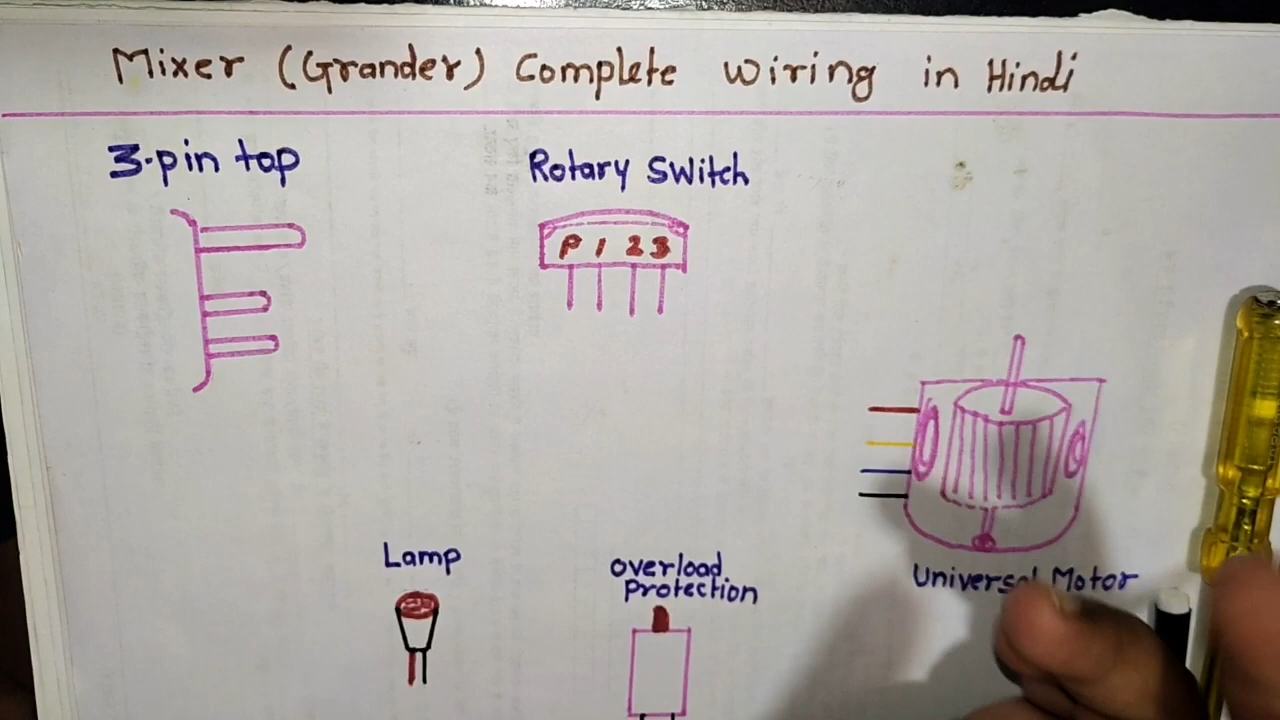 Mixer (Grander) Complete wiring in Hindi
3-pin top
Rotary Switch
P 1 2 3
Lamp
overload
Protection
Universal Motor